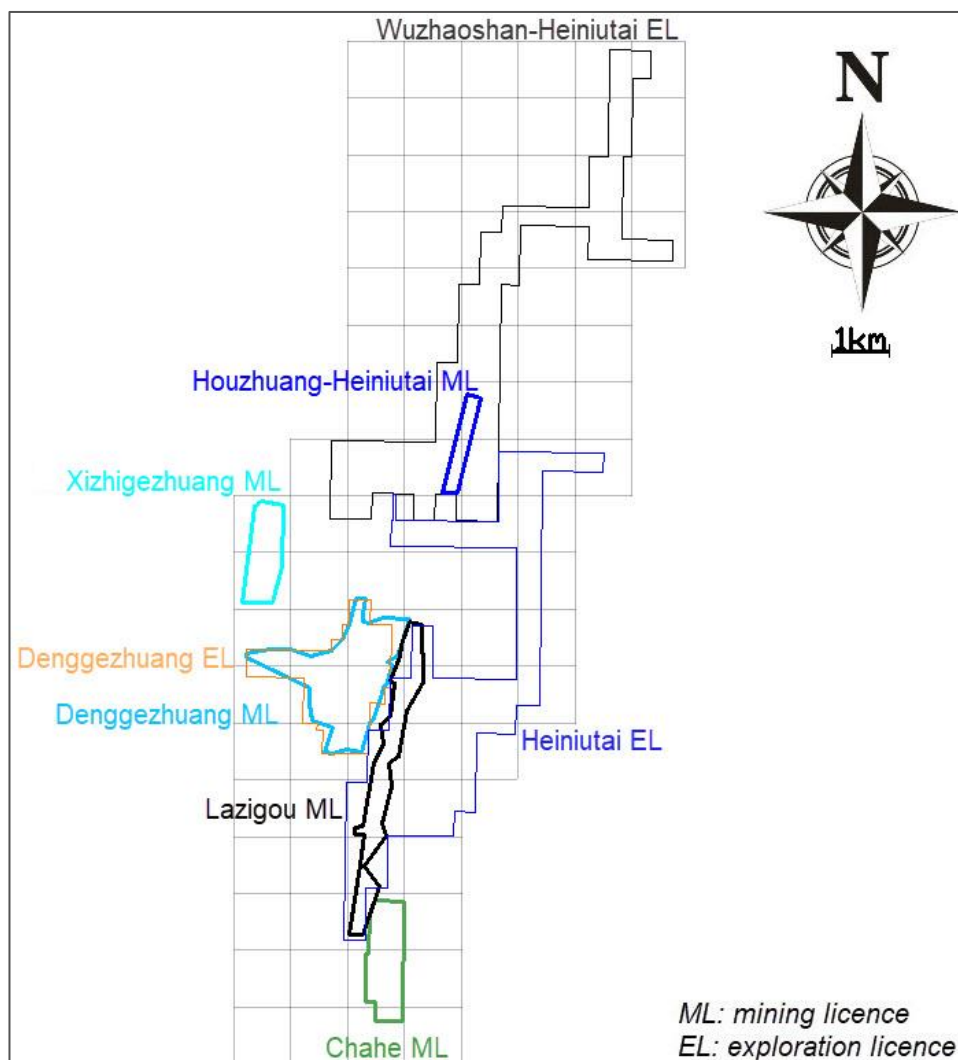 Wuzhaoshan-Heiniutai EL
N
1km
Houzhuang-Heiniutai ML
Xizhigezhuang ML
Denggezhuang EL
Denggezhuang ML
Heiniutai EL
Lazigou ML
Chahe ML
ML: mining licence
EL: exploration licence